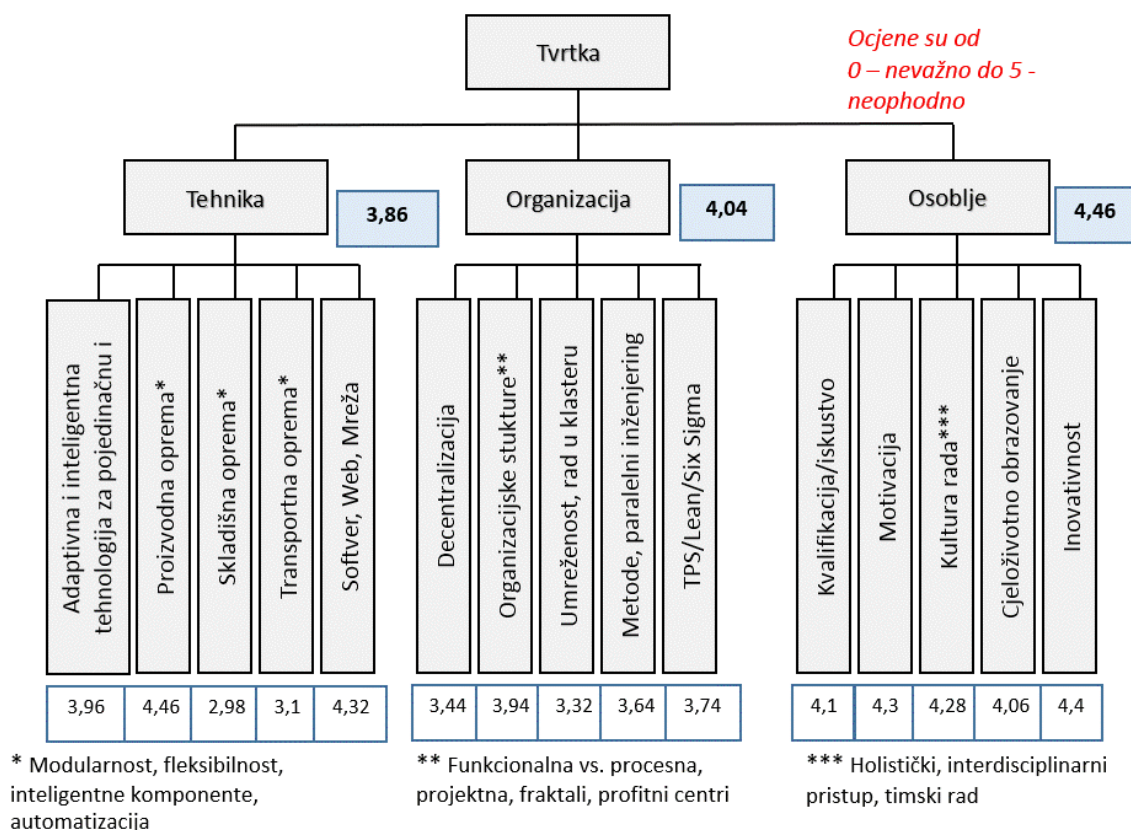 Tvrtka
Ocjene su od
0 – nevažno do 5 -
neophodno
Tehnika
3,86
Organizacija
4,04
Osoblje
4,46
Adaptivna i inteligentna
tehnologija za pojedinačnu i
Proizvodna oprema*
Skladišna oprema*
Transportna oprema*
Softver, Web, Mreža
Decentralizacija
Organizacijske stukture**
Umreženost, rad u klasteru
Metode, paralelni inženjering
TPS/Lean/Six Sigma
Kvalifikacija/iskustvo
Motivacija
Kultura rada***
Cjeloživotno obrazovanje
Inovativnost
3,96
4,46
2,98
3,1
4,32
3,44
3,94
3,32
3,64
3,74
4,1
4,3
4,28
4,06
4,4
* Modularnost, fleksibilnost,
inteligentne komponente,
automatizacija
** Funkcionalna vs. procesna,
projektna, fraktali, profitni centri
*** Holistički, interdisciplinarni
pristup, timski rad